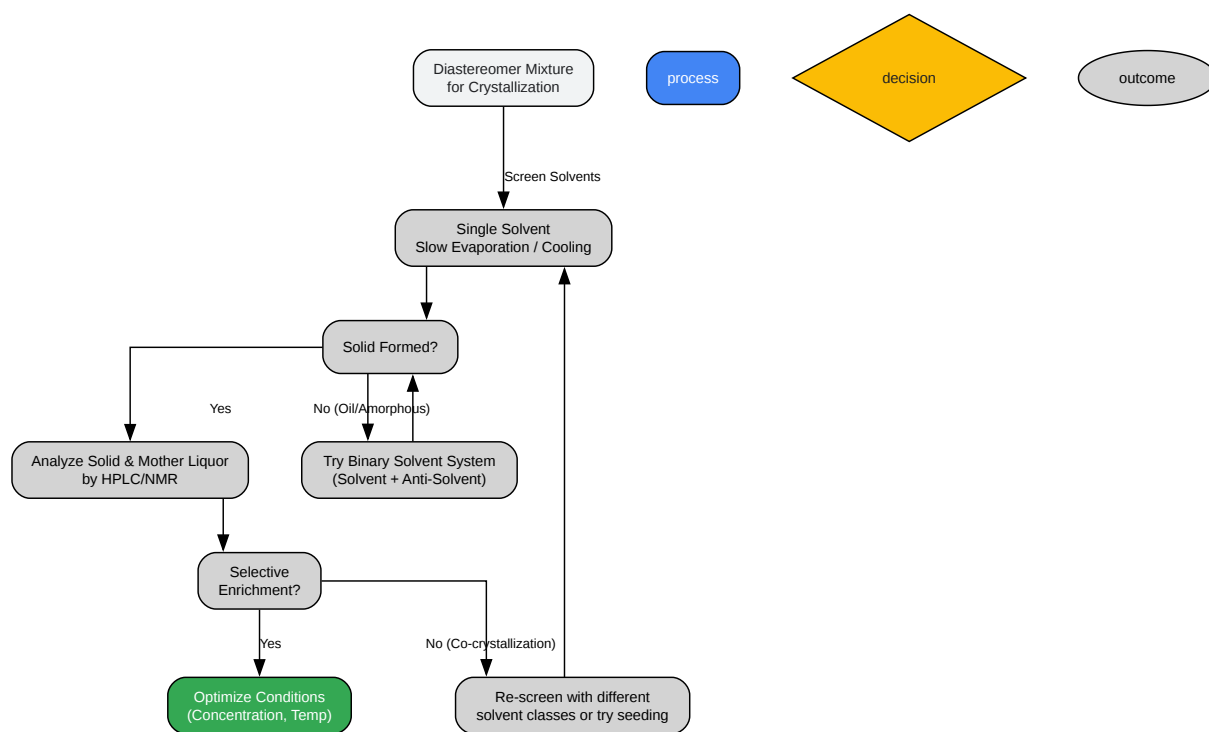 Diastereomer Mixture
for Crystallization
process
decision
outcome
Screen Solvents
Single Solvent
Slow Evaporation / Cooling
Solid Formed?
Yes
No (Oil/Amorphous)
Analyze Solid & Mother Liquor
by HPLC/NMR
Try Binary Solvent System
(Solvent + Anti-Solvent)
Selective
Enrichment?
Yes
No (Co-crystallization)
Optimize Conditions
(Concentration, Temp)
Re-screen with different
solvent classes or try seeding